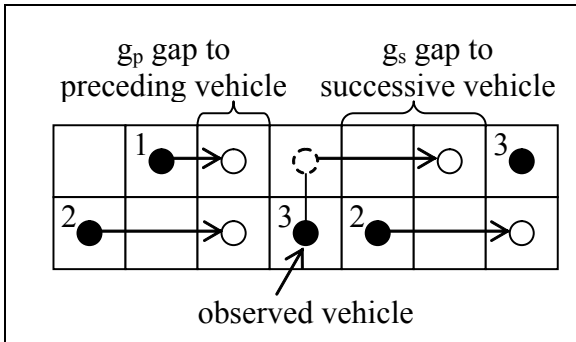 gp gap to
preceding vehicle
gs gap to
successive vehicle
1
3
2
3
2
observed vehicle